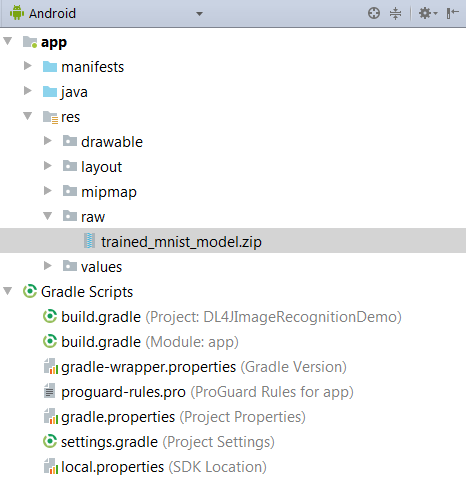 Android
app
manifests
java
res
drawable
layout
mipmap
raw
trained_mnist_model.zip
values
Gradle Scripts
build.gradle (Project: DL4JImageRecognitionDemo)
build.gradle (Module: app)
gradle-wrapper.properties (Gradle Version)
proguard-rules.pro (ProGuard Rules for app)
gradle.properties (Project Properties)
settings.gradle (Project Settings)
local.properties (SDK Location)